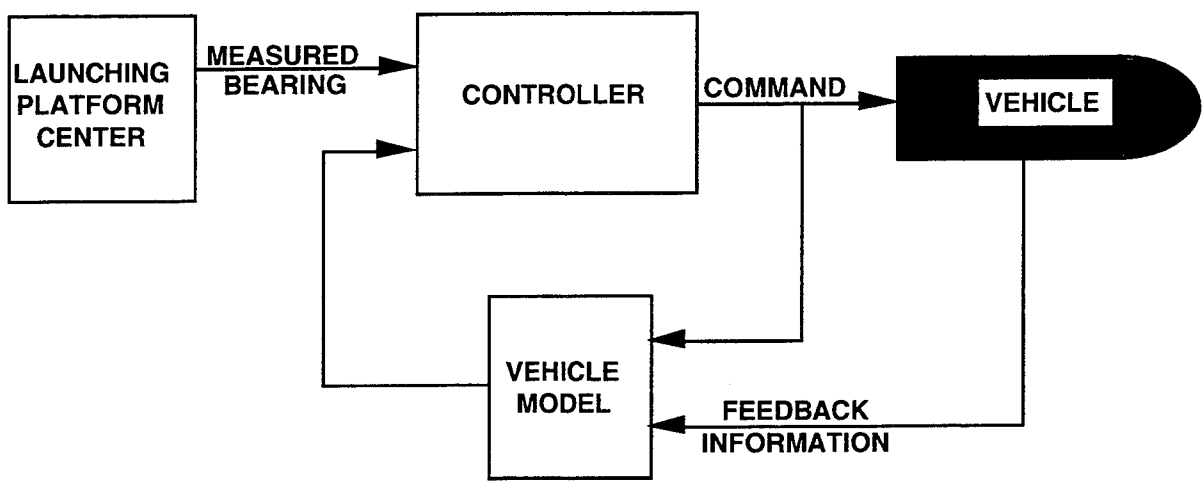 LAUNCHING
PLATFORM
CENTER
MEASURED
BEARING
CONTROLLER
COMMAND
VEHICLE
VEHICLE
MODEL
FEEDBACK
INFORMATION